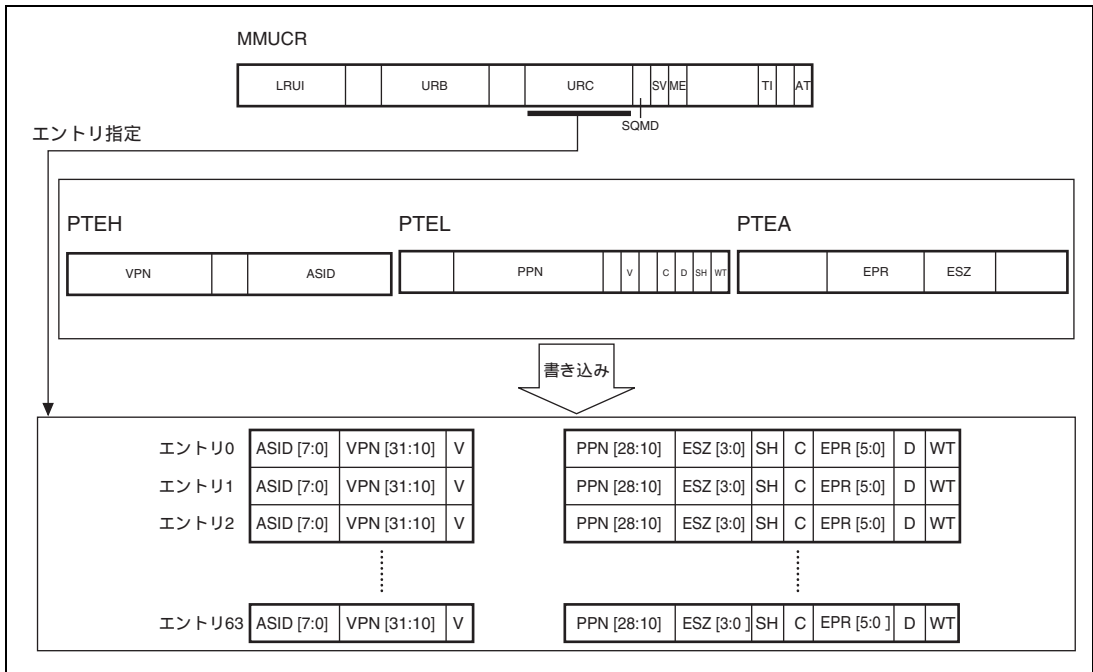 MMUCR
LRUI URB URC SV ME TI AT
SQMD
エントリ指定
PTEH PTEL PTEA
VPN ASID PPN V C D SH WT EPR ESZ
書き込み
エントリ0 ASID [7:0] VPN [31:10] V PPN [28:10] ESZ [3:0] SH C EPR [5:0] D WT
エントリ1 ASID [7:0] VPN [31:10] V PPN [28:10] ESZ [3:0] SH C EPR [5:0] D WT
エントリ2 ASID [7:0] VPN [31:10] V PPN [28:10] ESZ [3:0] SH C EPR [5:0] D WT
エントリ63 ASID [7:0] VPN [31:10] V PPN [28:10] ESZ [3:0 ] SH C EPR [5:0 ] D WT